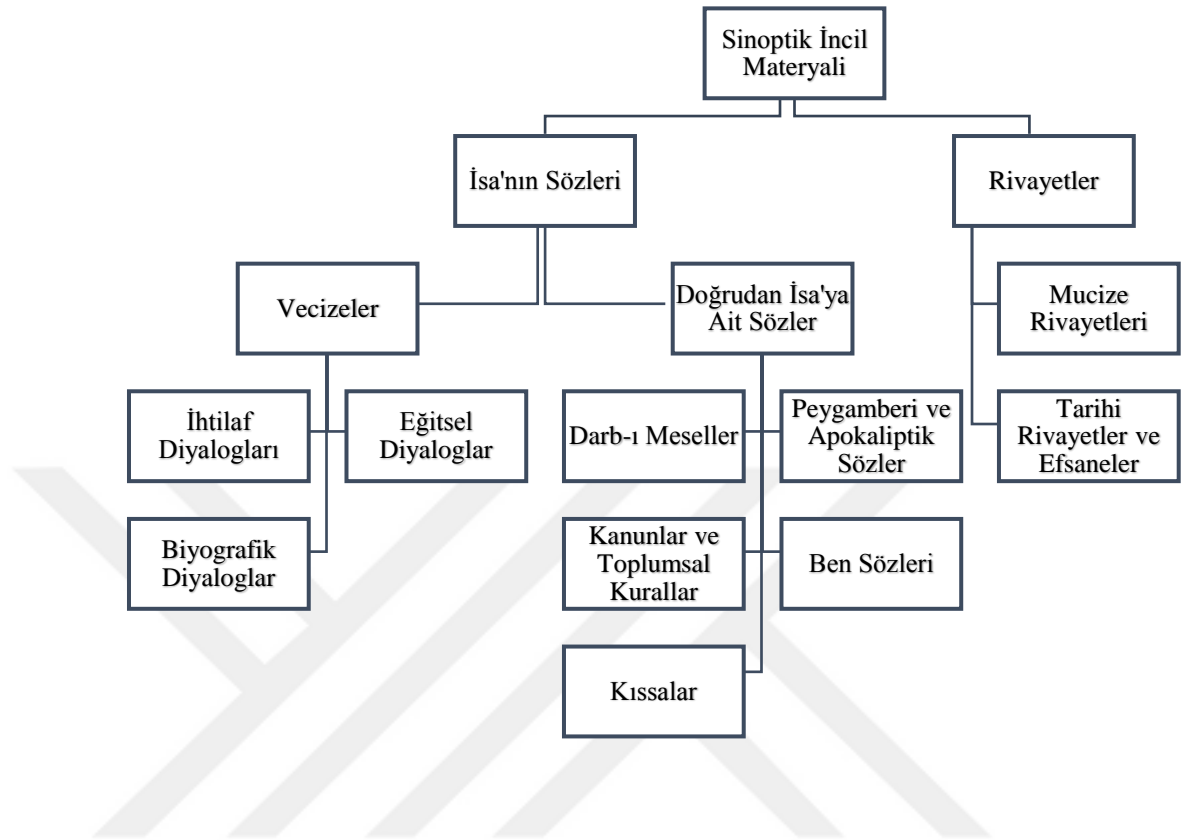 Sinoptik İncil
Materyali
İsa'nın Sözleri
Rivayetler
Vecizeler
Doğrudan İsa'ya
Ait Sözler
Mucize
Rivayetleri
İhtilaf
Diyalogları
Eğitsel
Diyaloglar
Darb-ı Meseller
Peygamberi ve
Apokaliptik
Sözler
Tarihi
Rivayetler ve
Efsaneler
Biyografik
Diyaloglar
Kanunlar ve
Toplumsal
Kurallar
Ben Sözleri
Kıssalar